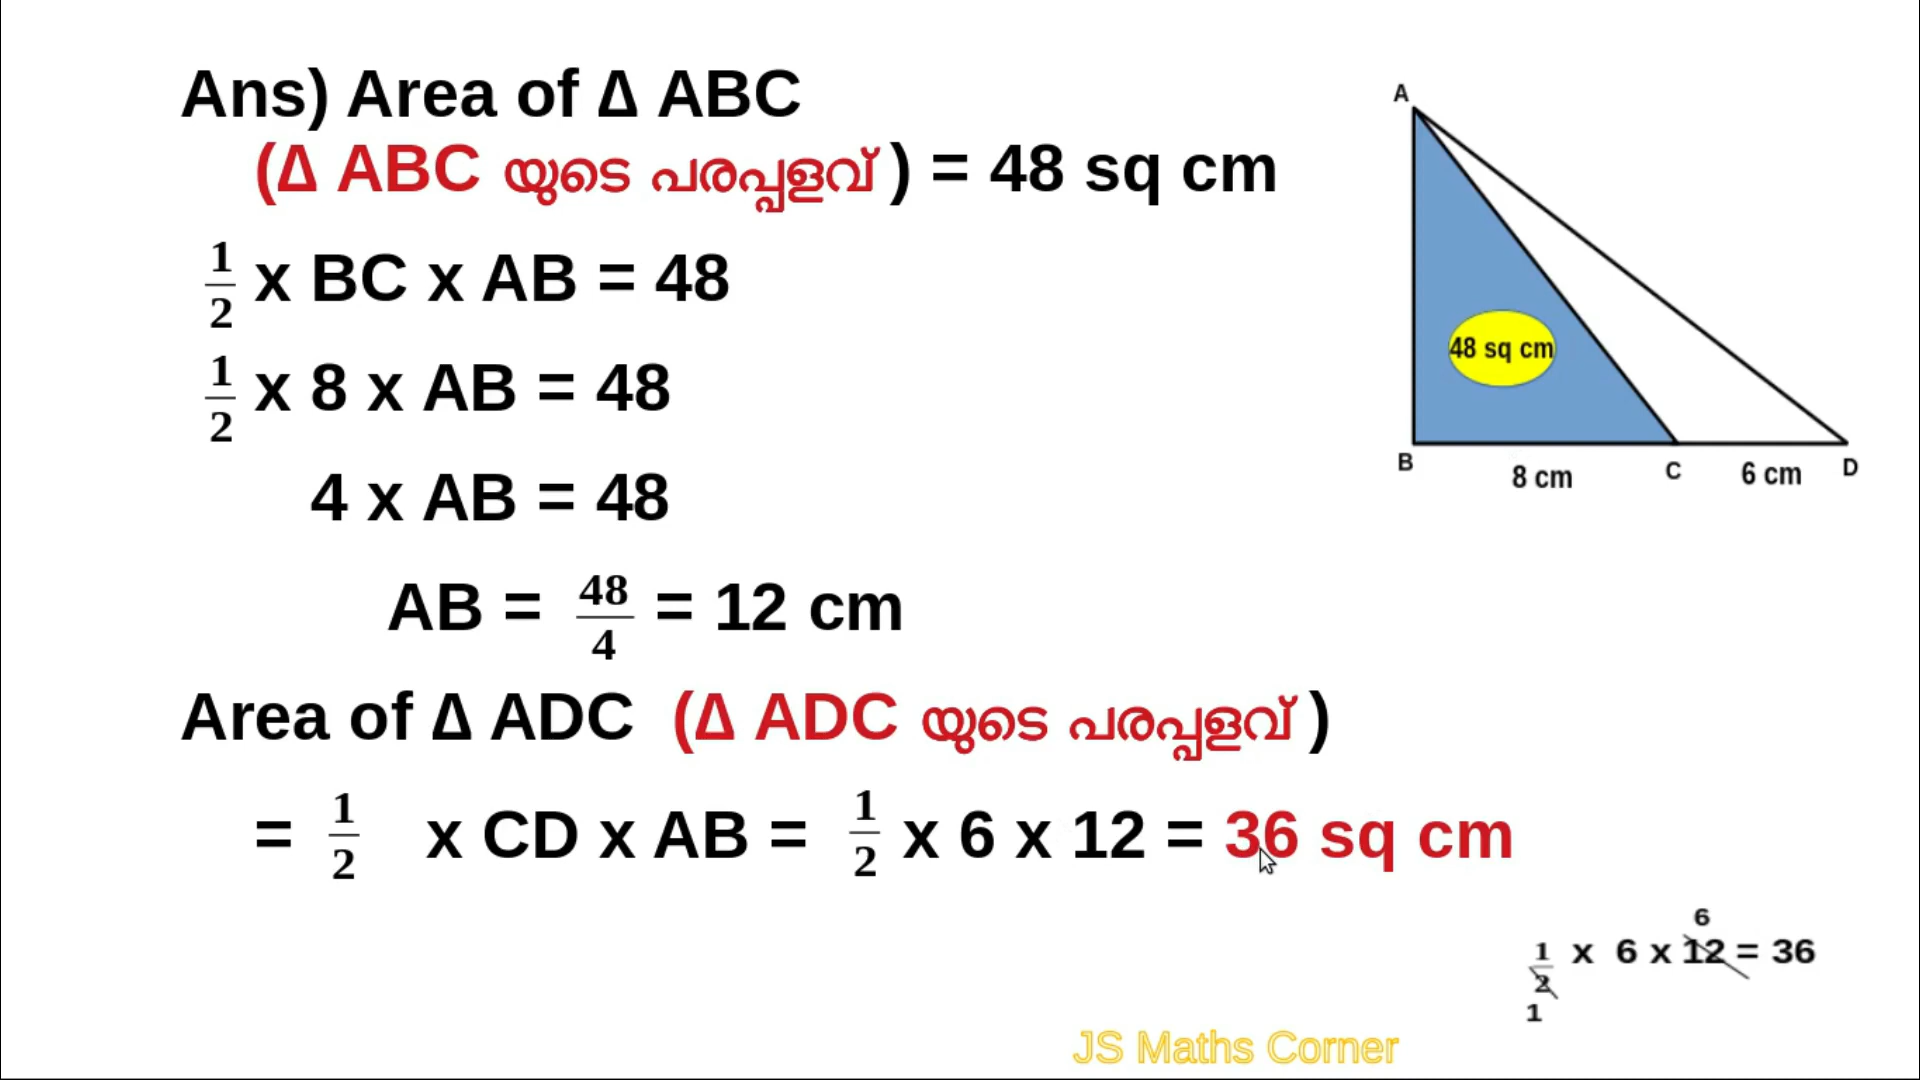 Ans) Area of Δ ABC
(Δ ABC യുടെ പരപ്പളവ് ) = 48 sq cm
1/2 x BC x AB = 48
1/2 x 8 x AB = 48
4 x AB = 48
AB = 48/4 = 12 cm
Area of Δ ADC (Δ ADC യുടെ പരപ്പളവ് )
= 1/2 x CD x AB = 1/2 x 6 x 12 = 36 sq cm
A
48 sq cm
B
8 cm
C
6 cm
D
6
1/2 x 6 x 12 = 36
1
JS Maths Corner